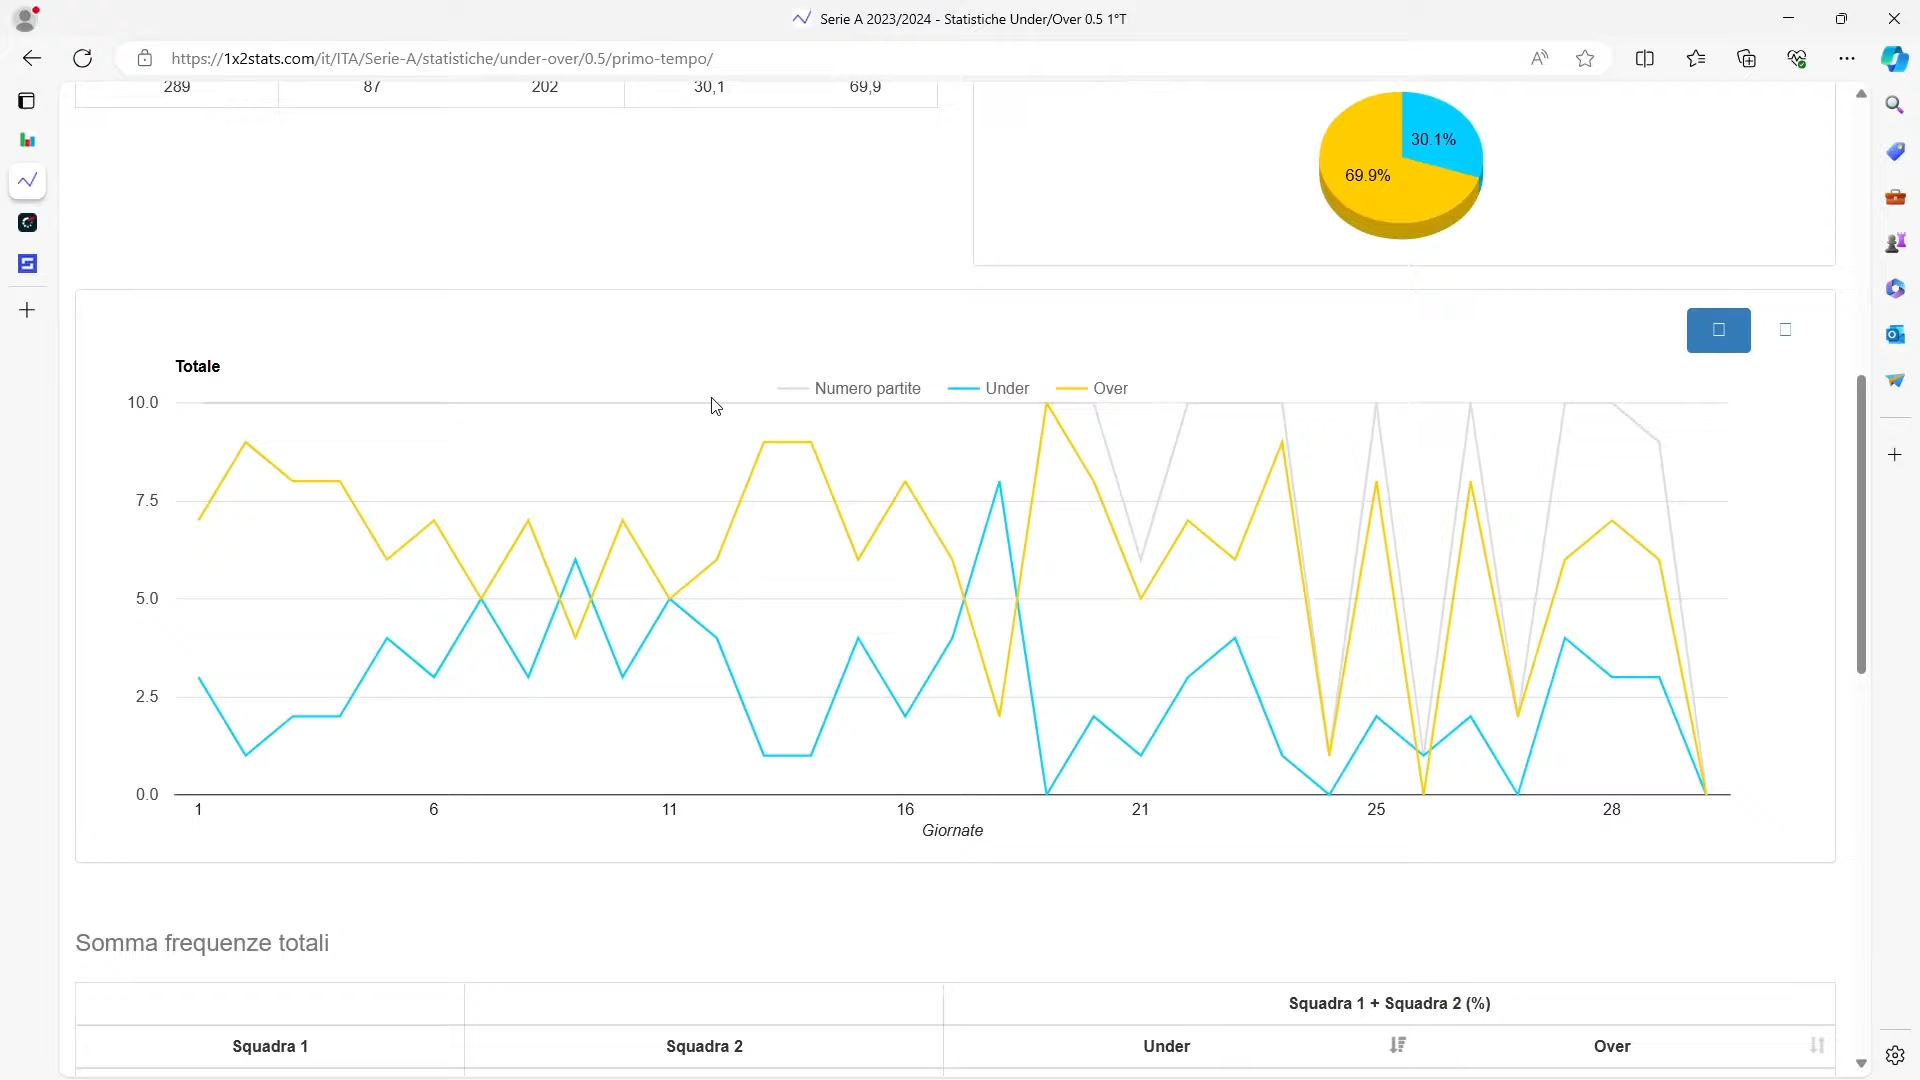 Serie A 2023/2024 - Statistiche Under/Over 0.5 1°T
https://1x2stats.com/it/ITA/Serie-A/statistiche/under-over/0.5/primo-tempo/
289 87 202 30,1 69,9
30.1%
69.9%
Totale
Numero partite Under Over
10.0
7.5
5.0
2.5
0.0
1 6 11 16 21 25 28
Giornate
Somma frequenze totali
Squadra 1 + Squadra 2 (%)
Squadra 1 Squadra 2 Under Over